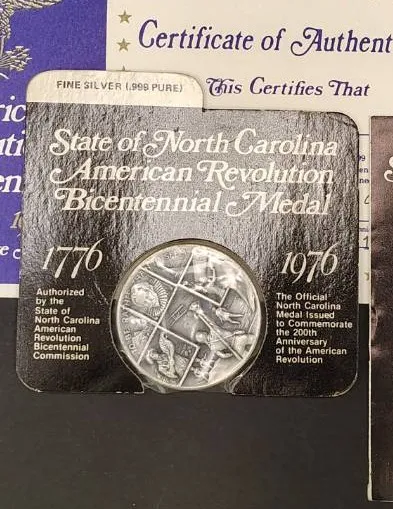 Certificate of Authent
This Certifies That
FINE SILVER (.999 PURE)
State of North Carolina
American Revolution
Bicentennial Medal
1776
1976
Authorized
by the
State of
North Carolina
American
Revolution
Bicentennial
Commission
The Official
North Carolina
Medal Issued
to Commemorate
the 200th
Anniversary
of the American
Revolution